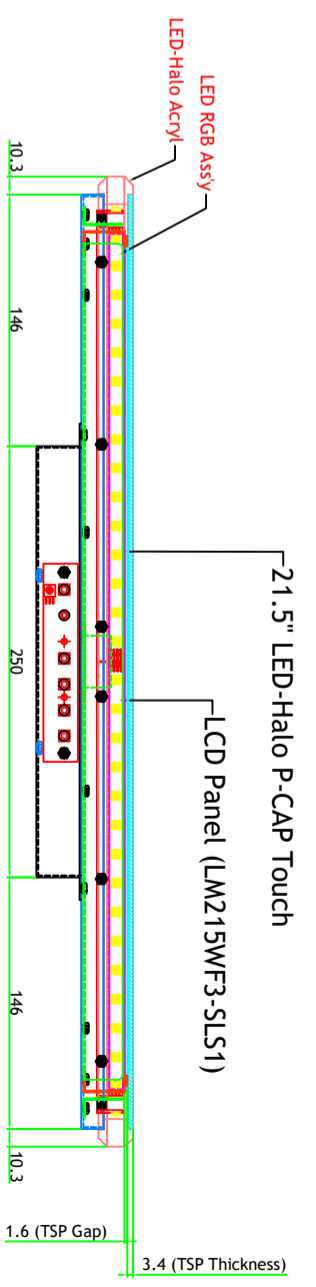 LED RGB Ass'y
LED-Halo Acryl
21.5" LED-Halo P-CAP Touch
LCD Panel (LM215WF3-SLS1)
10.3
146
250
146
10.3
1.6 (TSP Gap)
3.4 (TSP Thickness)